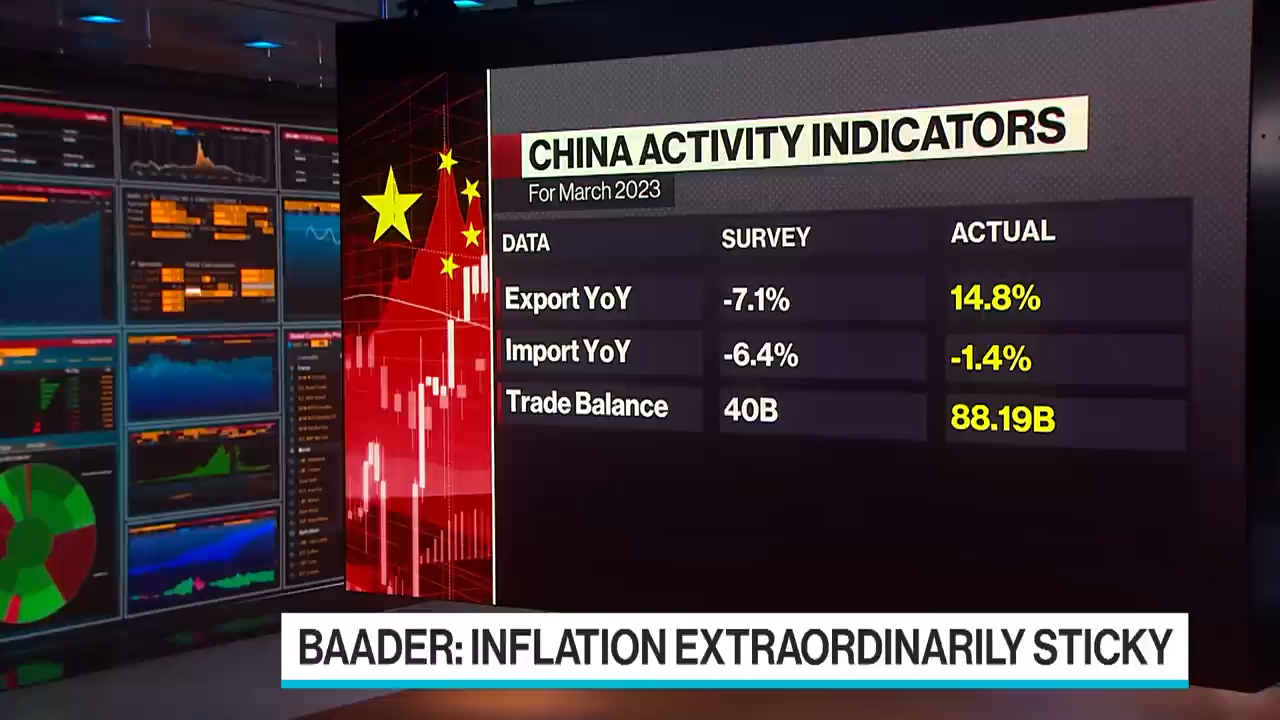 CHINA ACTIVITY INDICATORS
For March 2023
DATA SURVEY ACTUAL
Export YoY -7.1% 14.8%
Import YoY -6.4% -1.4%
Trade Balance 40B 88.19B
BAADER: INFLATION EXTRAORDINARILY STICKY